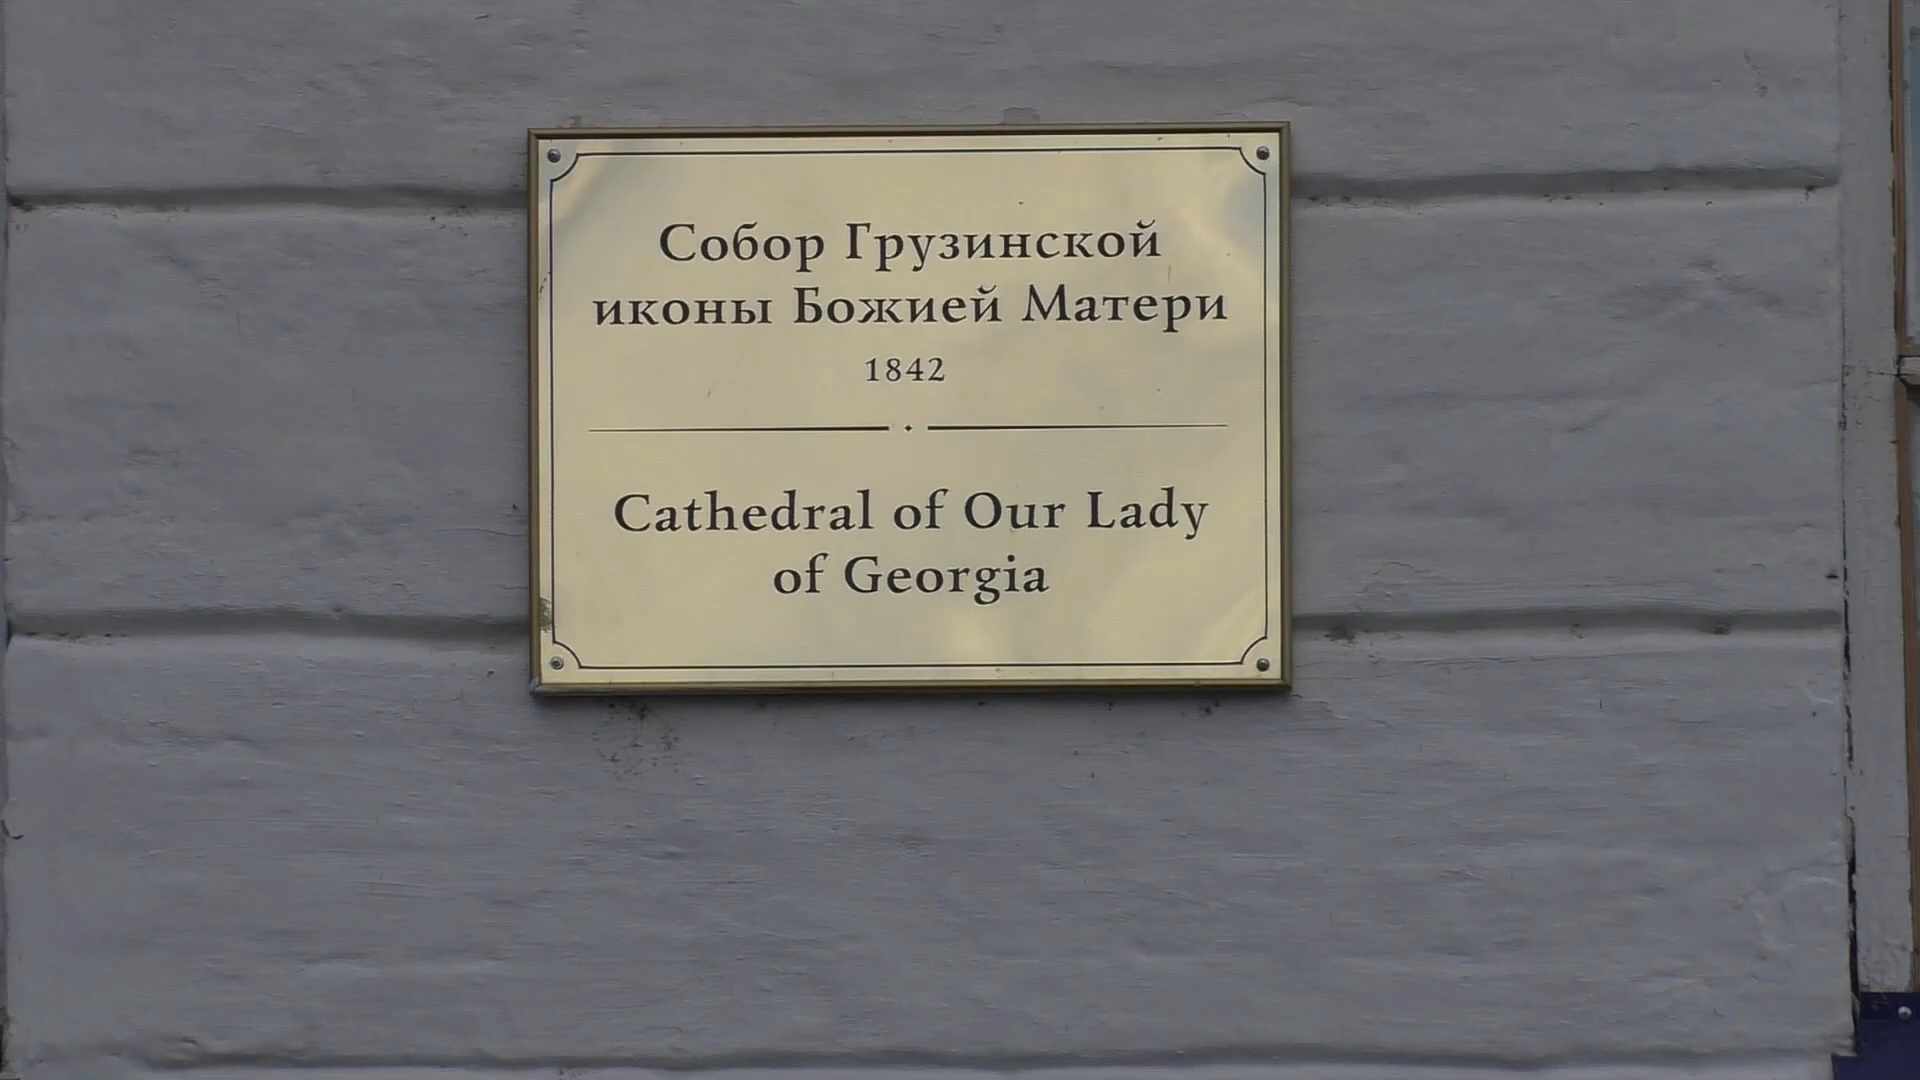 Собор Грузинской
иконы Божией Матери
1842
Cathedral of Our Lady
of Georgia